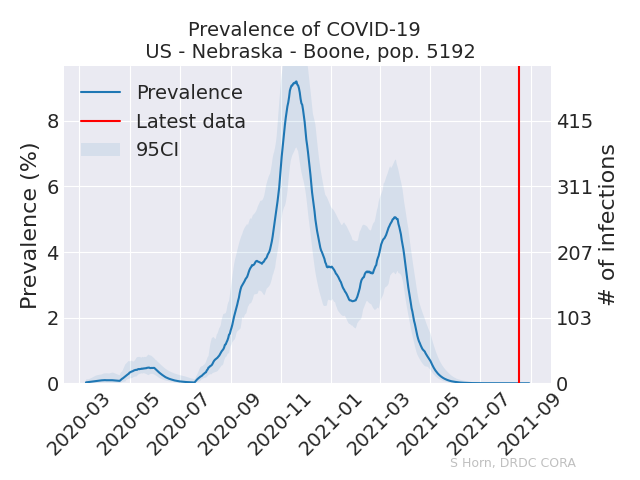 Prevalence of COVID-19
US - Nebraska - Boone, pop. 5192
Prevalence
Latest data
95CI
Prevalence (%)
8
6
4
2
0
415
311
207
103
0
# of infections
2020-03
2020-05
2020-07
2020-09
2020-11
2021-01
2021-03
2021-05
2021-07
2021-09
S Horn, DRDC CORA